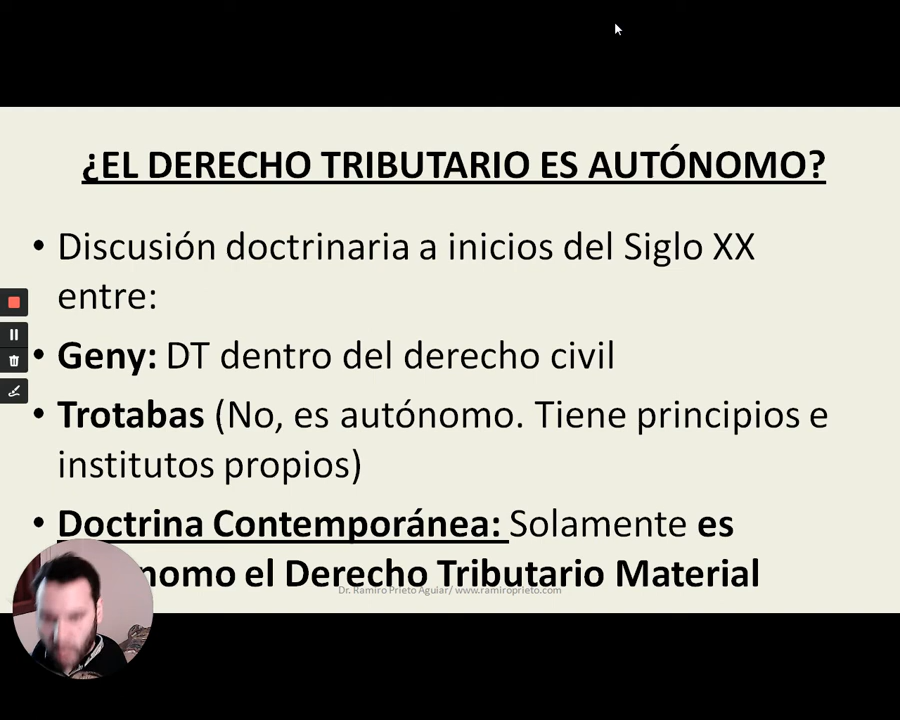 ¿EL DERECHO TRIBUTARIO ES AUTÓNOMO?
• Discusión doctrinaria a inicios del Siglo XX
entre:
• Geny: DT dentro del derecho civil
• Trotabas (No, es autónomo. Tiene principios e
institutos propios)
• Doctrina Contemporánea: Solamente es
nomo el Derecho Tributario Material
Dr. Ramiro Prieto Aguiar/ www.ramiroprieto.com